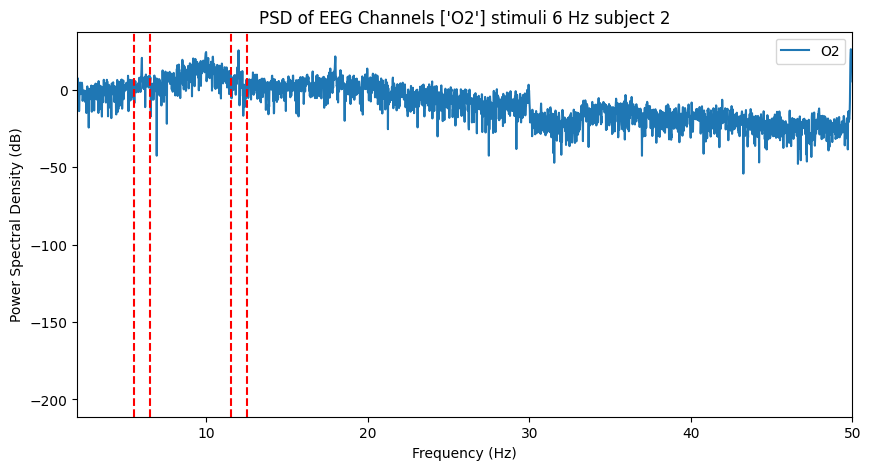 PSD of EEG Channels ['O2'] stimuli 6 Hz subject 2
O2
Power Spectral Density (dB)
0
−50
−100
−150
−200
10
20
30
40
50
Frequency (Hz)